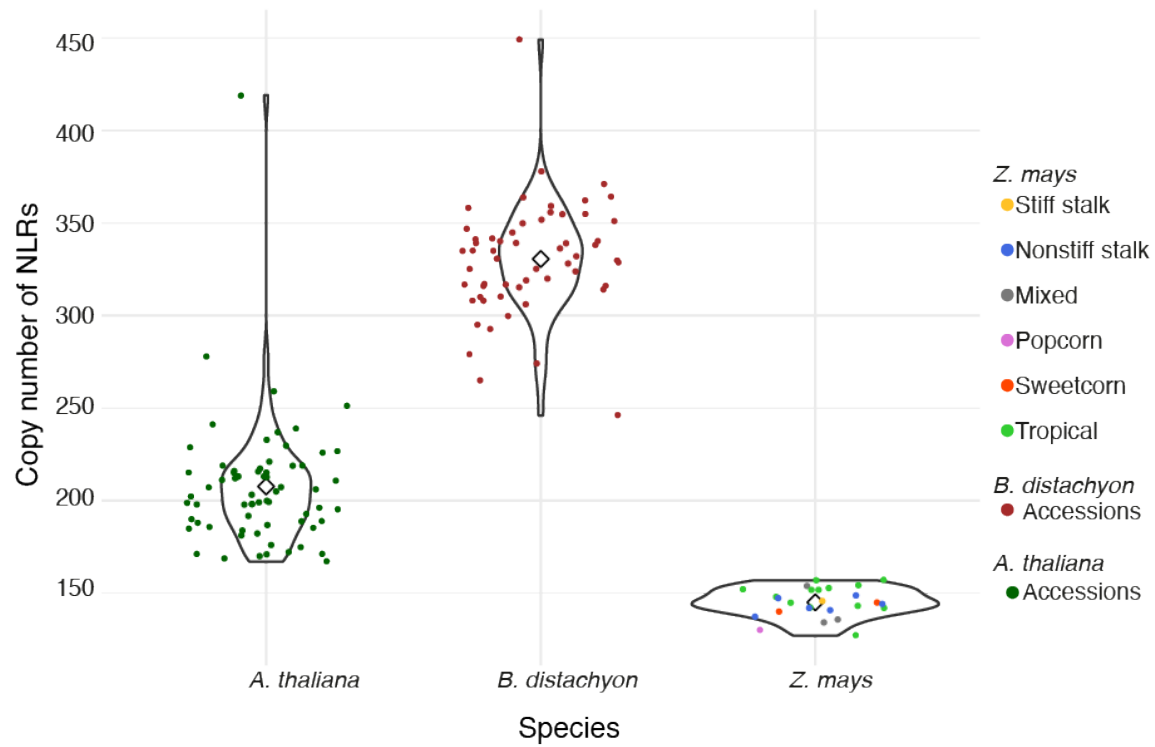 450
400
350
300
250
200
150
Copy number of NLRs
A. thaliana
B. distachyon
Z. mays
Species
Z. mays
Stiff stalk
Nonstiff stalk
Mixed
Popcorn
Sweetcorn
Tropical
B. distachyon
Accessions
A. thaliana
Accessions